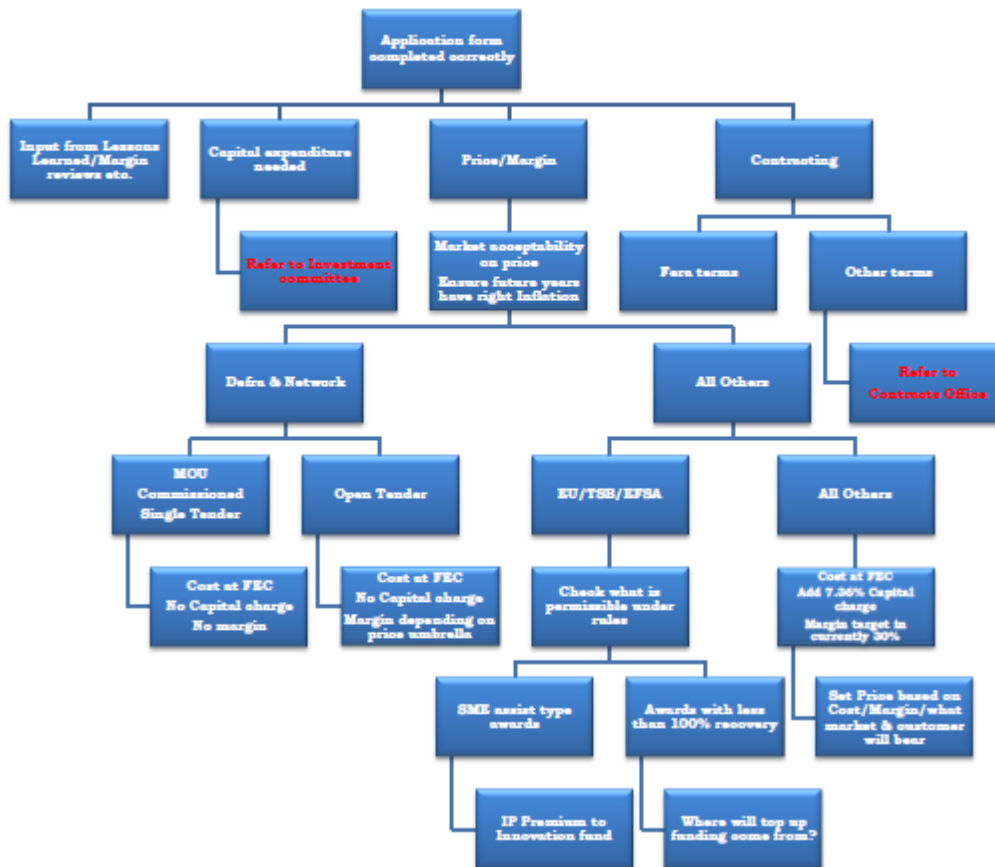 Application form
completed correctly
Input from Lessons
Learned/Margin
reviews etc.
Capital expenditure
needed
Price/Margin
Contracting
Refer to Investment
committee
Market acceptability
on price
Ensure future years
have right Inflation
Fera terms
Other terms
Defra & Network
All Others
Refer to
Contracts Office
MOU
Commissioned
Single Tender
Open Tender
EU/TSB/EFSA
All Others
Cost at FEC
No Capital charge
No margin
Cost at FEC
No Capital charge
Margin depending on
price umbrella
Check what is
permissible under
rules
Cost at FEC
Add 7.36% Capital
charge
Margin target in
currently 30%
SME assist type
awards
Awards with less
than 100% recovery
Set Price based on
Cost/Margin/what
market & customer
will bear
IP Premium to
Innovation fund
Where will top up
funding come from?